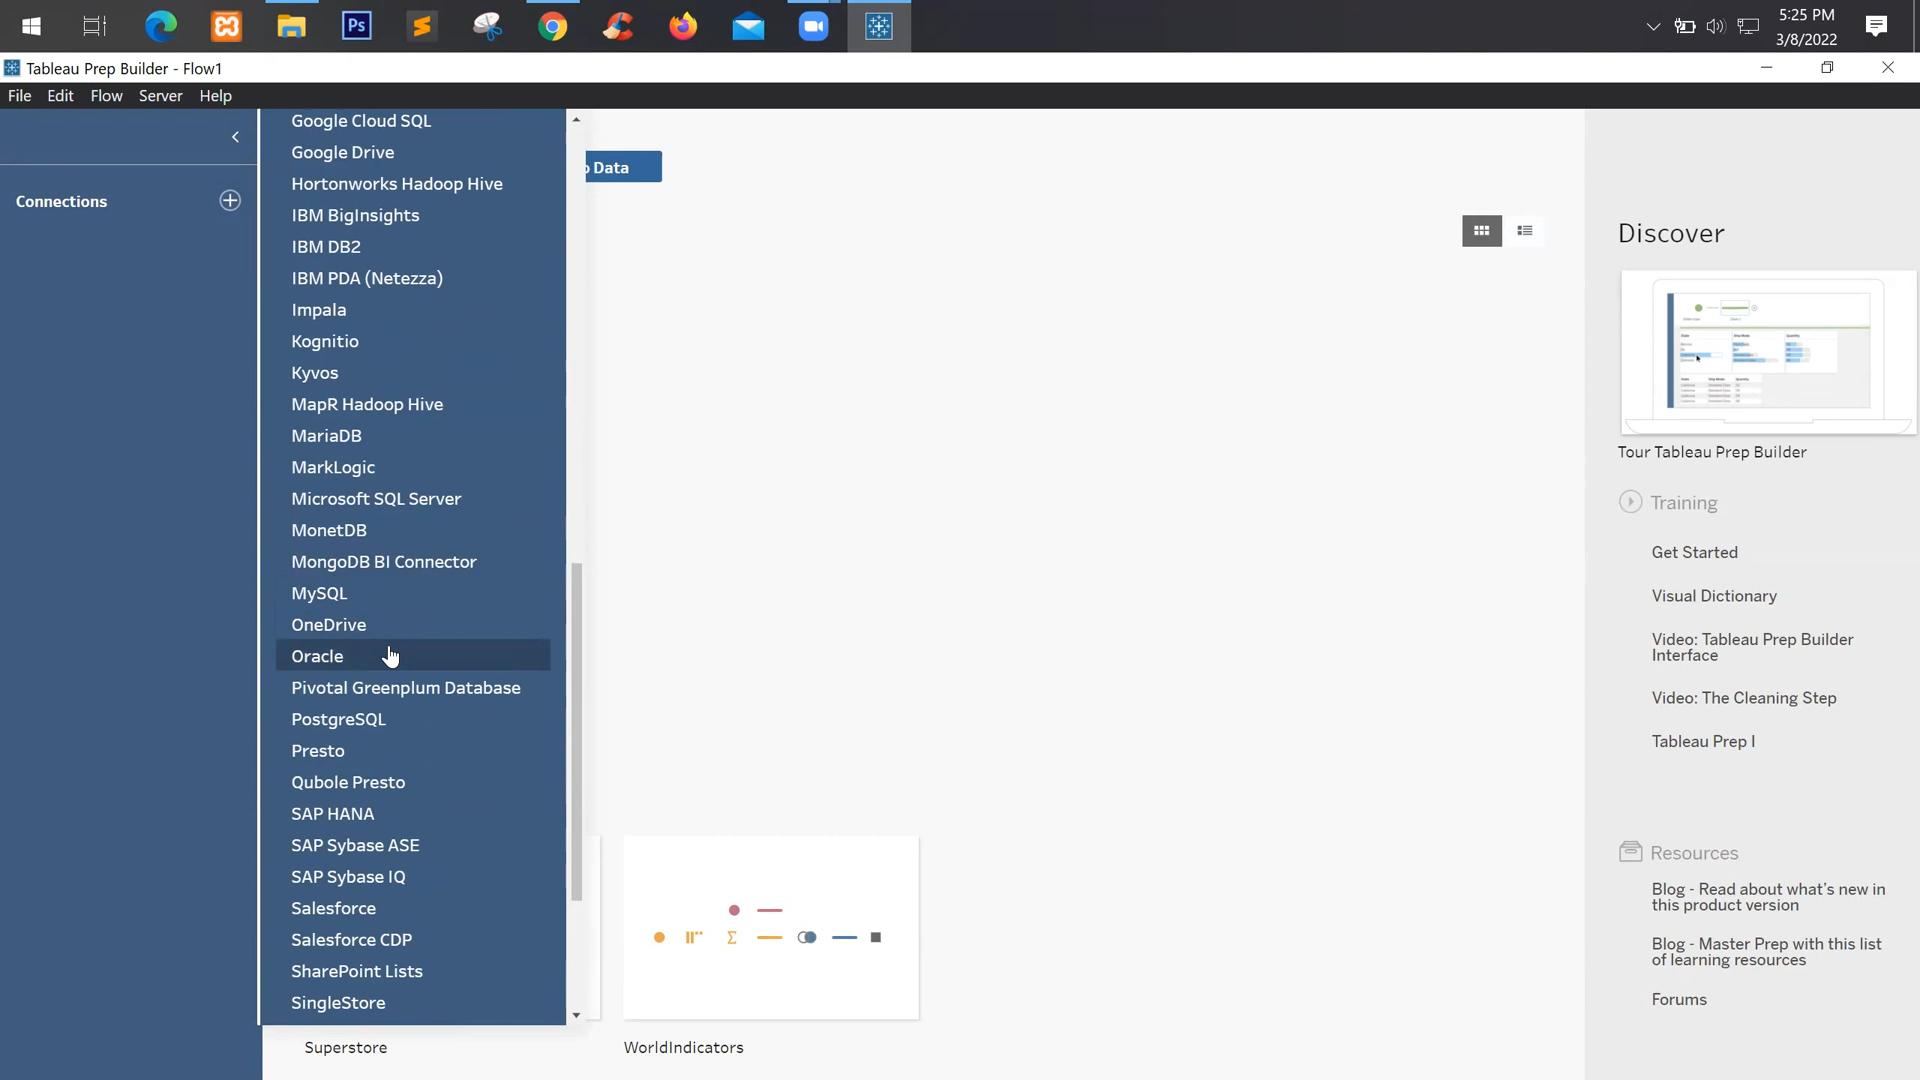 Ps
5:25 PM
3/8/2022
Tableau Prep Builder - Flow1
File Edit Flow Server Help
Connections
Google Cloud SQL
Google Drive
Hortonworks Hadoop Hive
IBM BigInsights
IBM DB2
IBM PDA (Netezza)
Impala
Kognitio
Kyvos
MapR Hadoop Hive
MariaDB
MarkLogic
Microsoft SQL Server
MonetDB
MongoDB BI Connector
MySQL
OneDrive
Oracle
Pivotal Greenplum Database
PostgreSQL
Presto
Qubole Presto
SAP HANA
SAP Sybase ASE
SAP Sybase IQ
Salesforce
Salesforce CDP
SharePoint Lists
SingleStore
Data
Superstore
WorldIndicators
Discover
Tour Tableau Prep Builder
Training
Get Started
Visual Dictionary
Video: Tableau Prep Builder
Interface
Video: The Cleaning Step
Tableau Prep I
Resources
Blog - Read about what's new in
this product version
Blog - Master Prep with this list
of learning resources
Forums